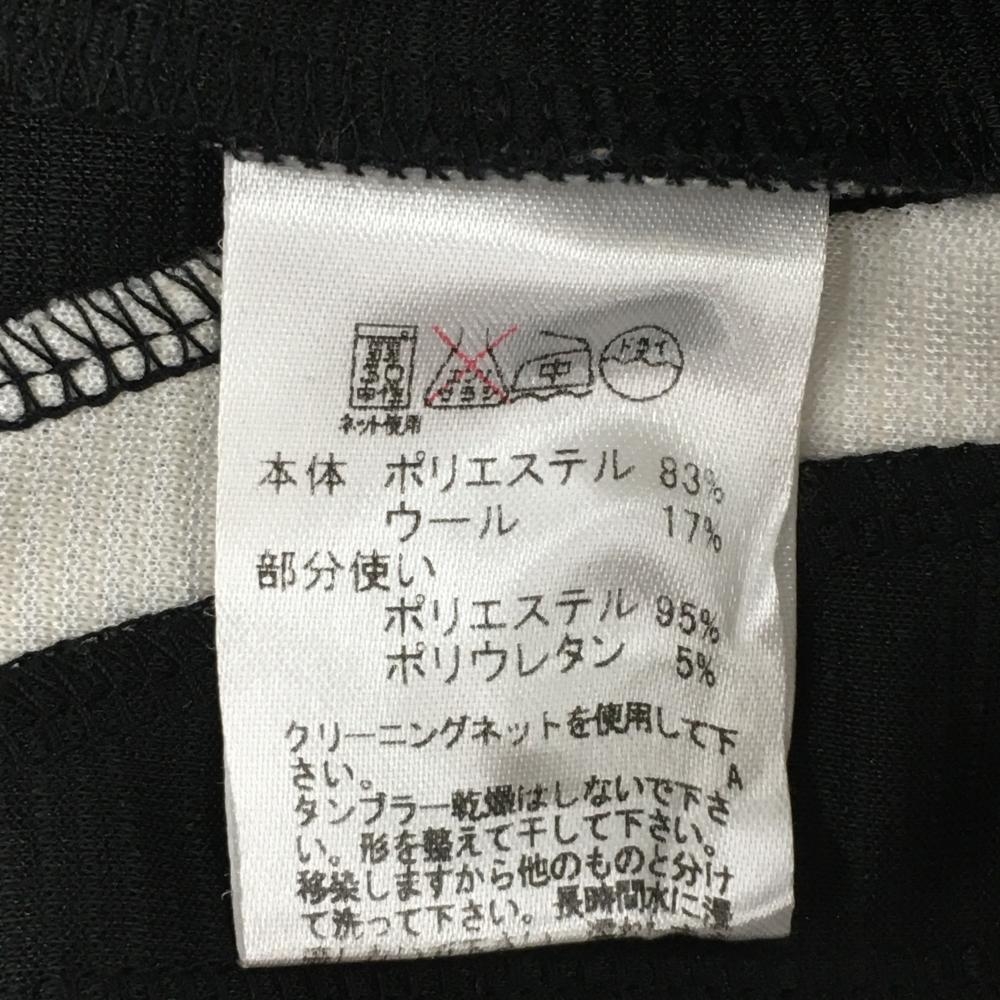 ドライ
中
ネット使用
本体 ポリエステル 83%
ウール 17%
部分使い
ポリエステル 95%
ポリウレタン 5%
クリーニングネットを使用して下
さい。 A
タンブラー乾燥はしないで下さ
い。形を整えて干して下さい。
移染しますから他のものと分け
て洗って下さい。長時間水に浸